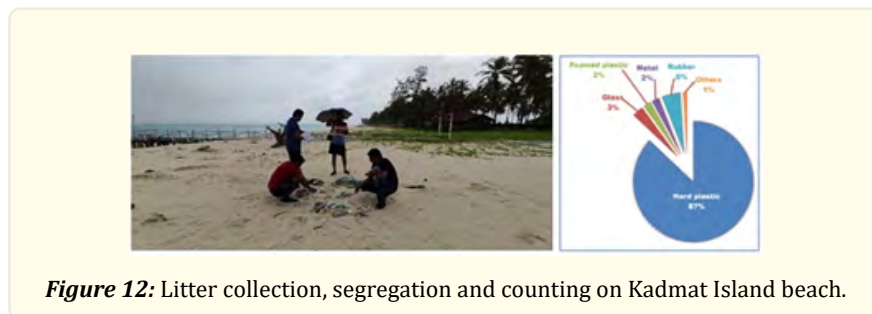 Foamed plastic
2%
Metal
2%
Rubber
5%
Others
1%
Glass
3%
Hard plastic
87%
Figure 12: Litter collection, segregation and counting on Kadmat Island beach.